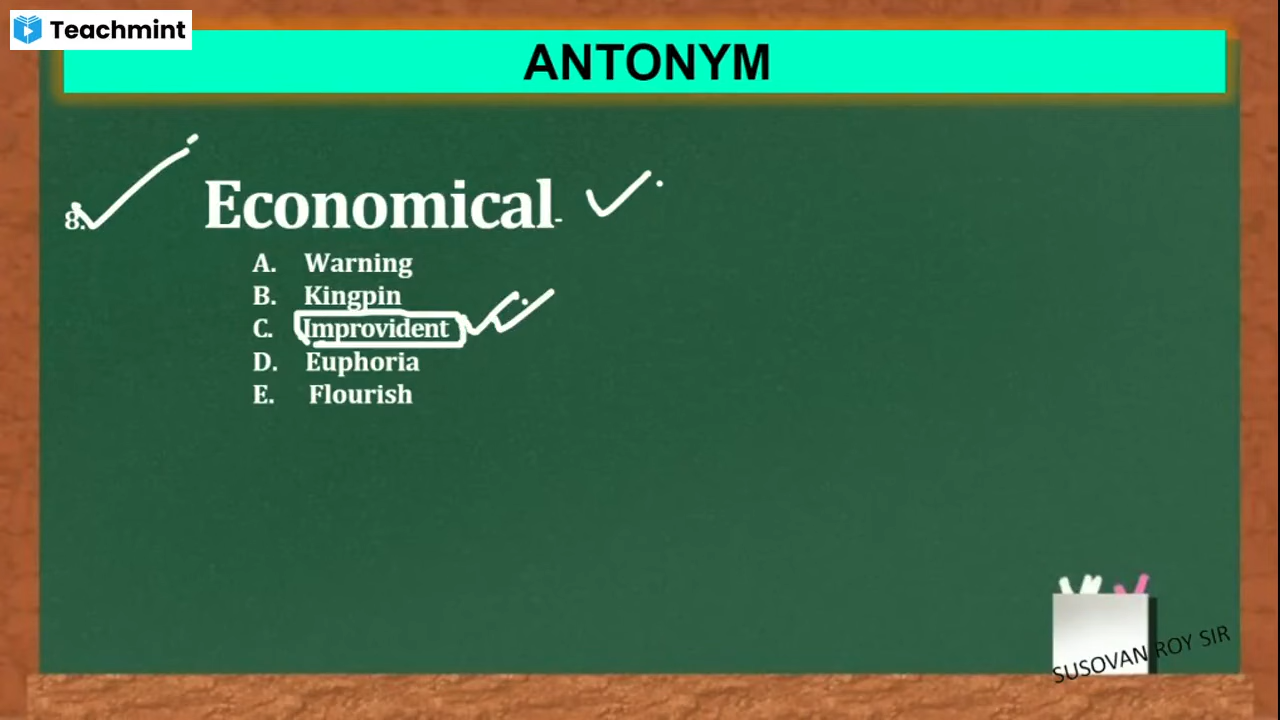 Teachmint
ANTONYM
8. Economical-
A. Warning
B. Kingpin
C. Improvident
D. Euphoria
E. Flourish
SUSOVAN ROY SIR